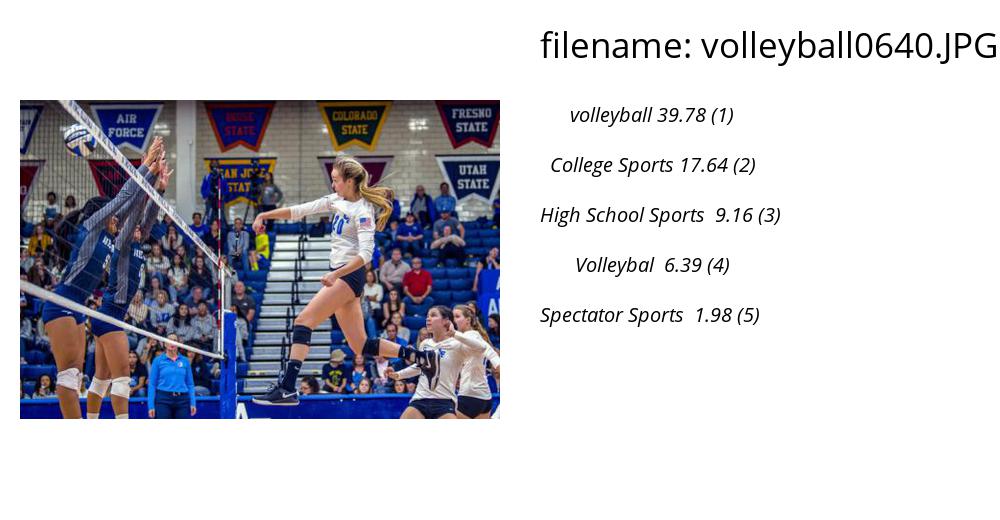 filename: volleyball0640.JPG
volleyball 39.78 (1)
College Sports 17.64 (2)
High School Sports  9.16 (3)
Volleybal  6.39 (4)
Spectator Sports  1.98 (5)
AIR
FORCE
BOISE
STATE
COLORADO
STATE
FRESNO
STATE
SAN JOSE
STATE
UTAH
STATE